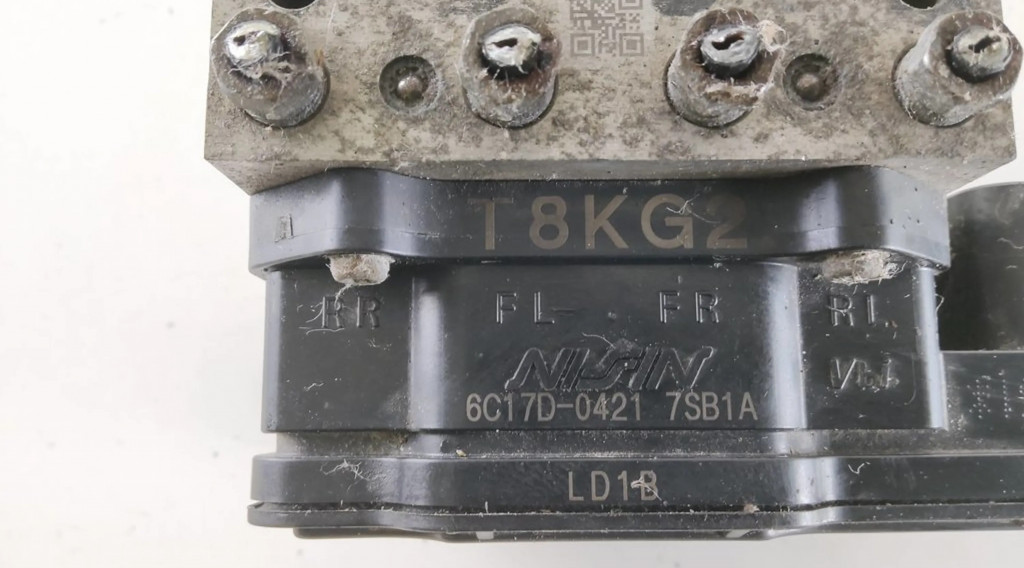 T8KG2
RR FL FR RL
NISSIN
6C17D-0421 7SB1A
LD1B